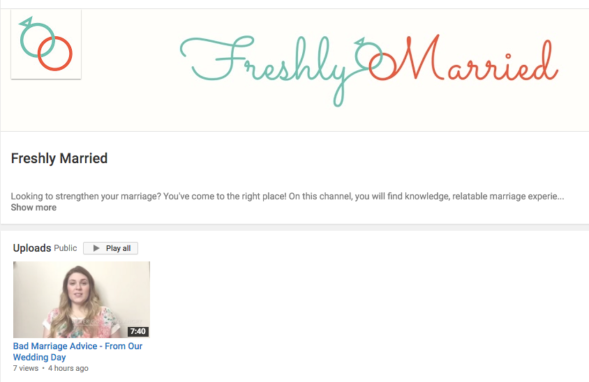 Freshly Married
Freshly Married
Looking to strengthen your marriage? You've come to the right place! On this channel, you will find knowledge, relatable marriage experie...
Show more
Uploads Public Play all
7:40
Bad Marriage Advice - From Our
Wedding Day
7 views • 4 hours ago